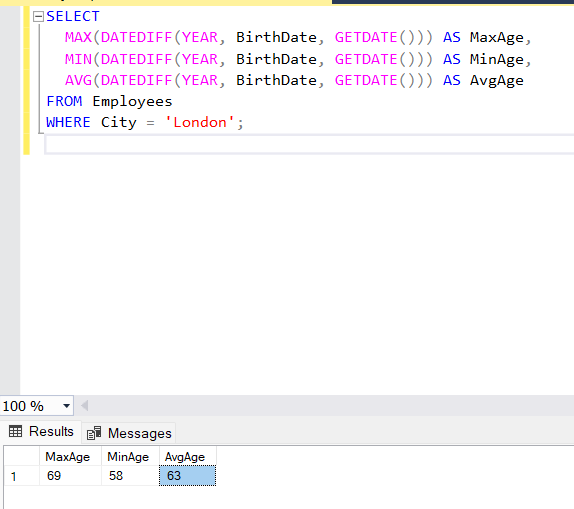 SELECT
MAX(DATEDIFF(YEAR, BirthDate, GETDATE())) AS MaxAge,
MIN(DATEDIFF(YEAR, BirthDate, GETDATE())) AS MinAge,
AVG(DATEDIFF(YEAR, BirthDate, GETDATE())) AS AvgAge
FROM Employees
WHERE City = 'London';
100 %
Results Messages
MaxAge MinAge AvgAge
1 69 58 63